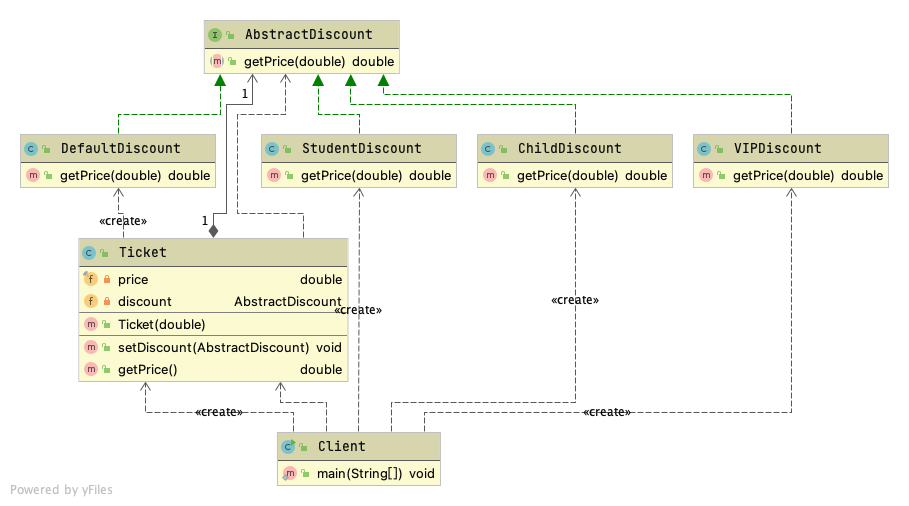 AbstractDiscount
getPrice(double) double
1
DefaultDiscount
getPrice(double) double
StudentDiscount
getPrice(double) double
ChildDiscount
getPrice(double) double
VIPDiscount
getPrice(double) double
«create»
1
Ticket
price double
discount AbstractDiscount
Ticket(double)
setDiscount(AbstractDiscount) void
getPrice() double
«create»
«create»
«create»
«create»
Client
main(String[]) void
Powered by yFiles